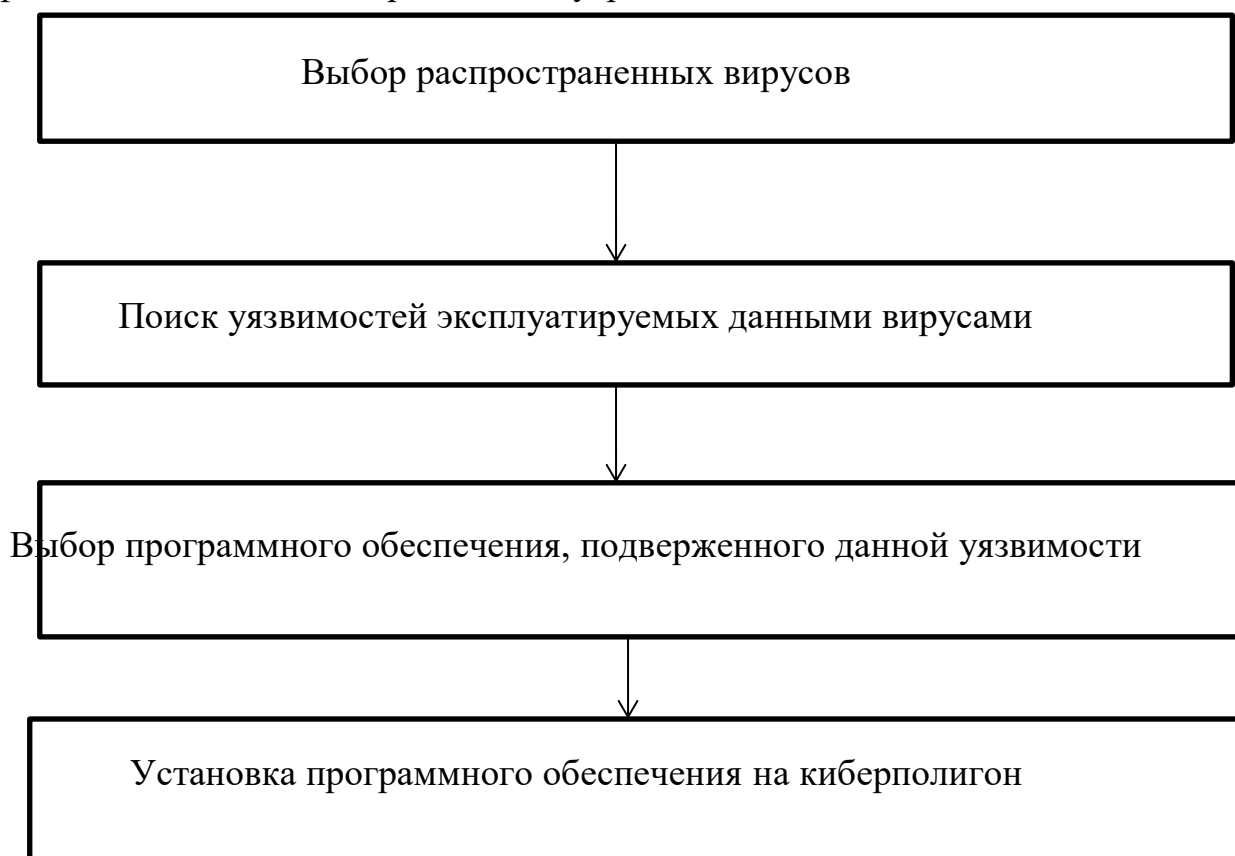 Выбор распространенных вирусов
Поиск уязвимостей эксплуатируемых данными вирусами
Выбор программного обеспечения, подверженного данной уязвимости
Установка программного обеспечения на киберполигон